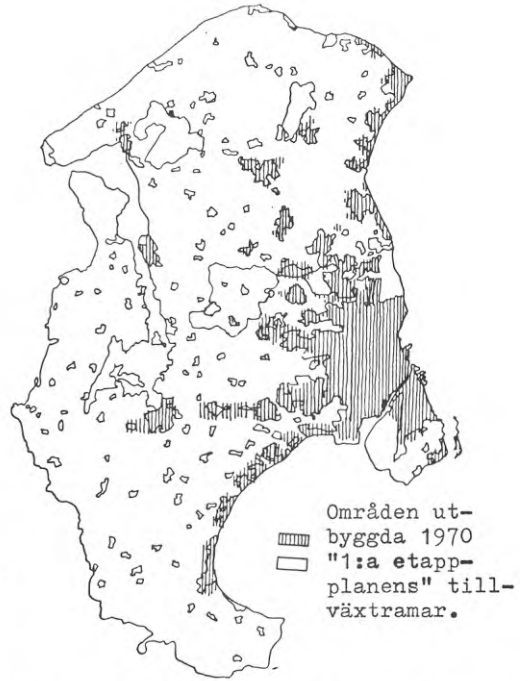 Områden ut-
byggda 1970
"1:a etapp-
planens" till-
växtramar.